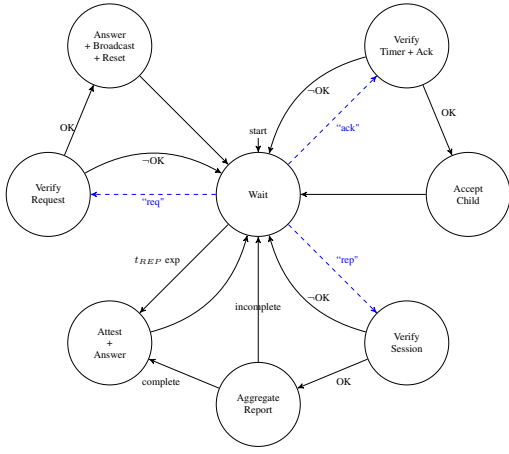 Answer
+ Broadcast
+ Reset
Verify
Timer + Ack
¬OK
start
OK
"ack"
OK
¬OK
Verify
Request
"req"
Wait
Accept
Child
t_REP exp
"rep"
¬OK
incomplete
Attest
+
Answer
Verify
Session
complete
OK
Aggregate
Report